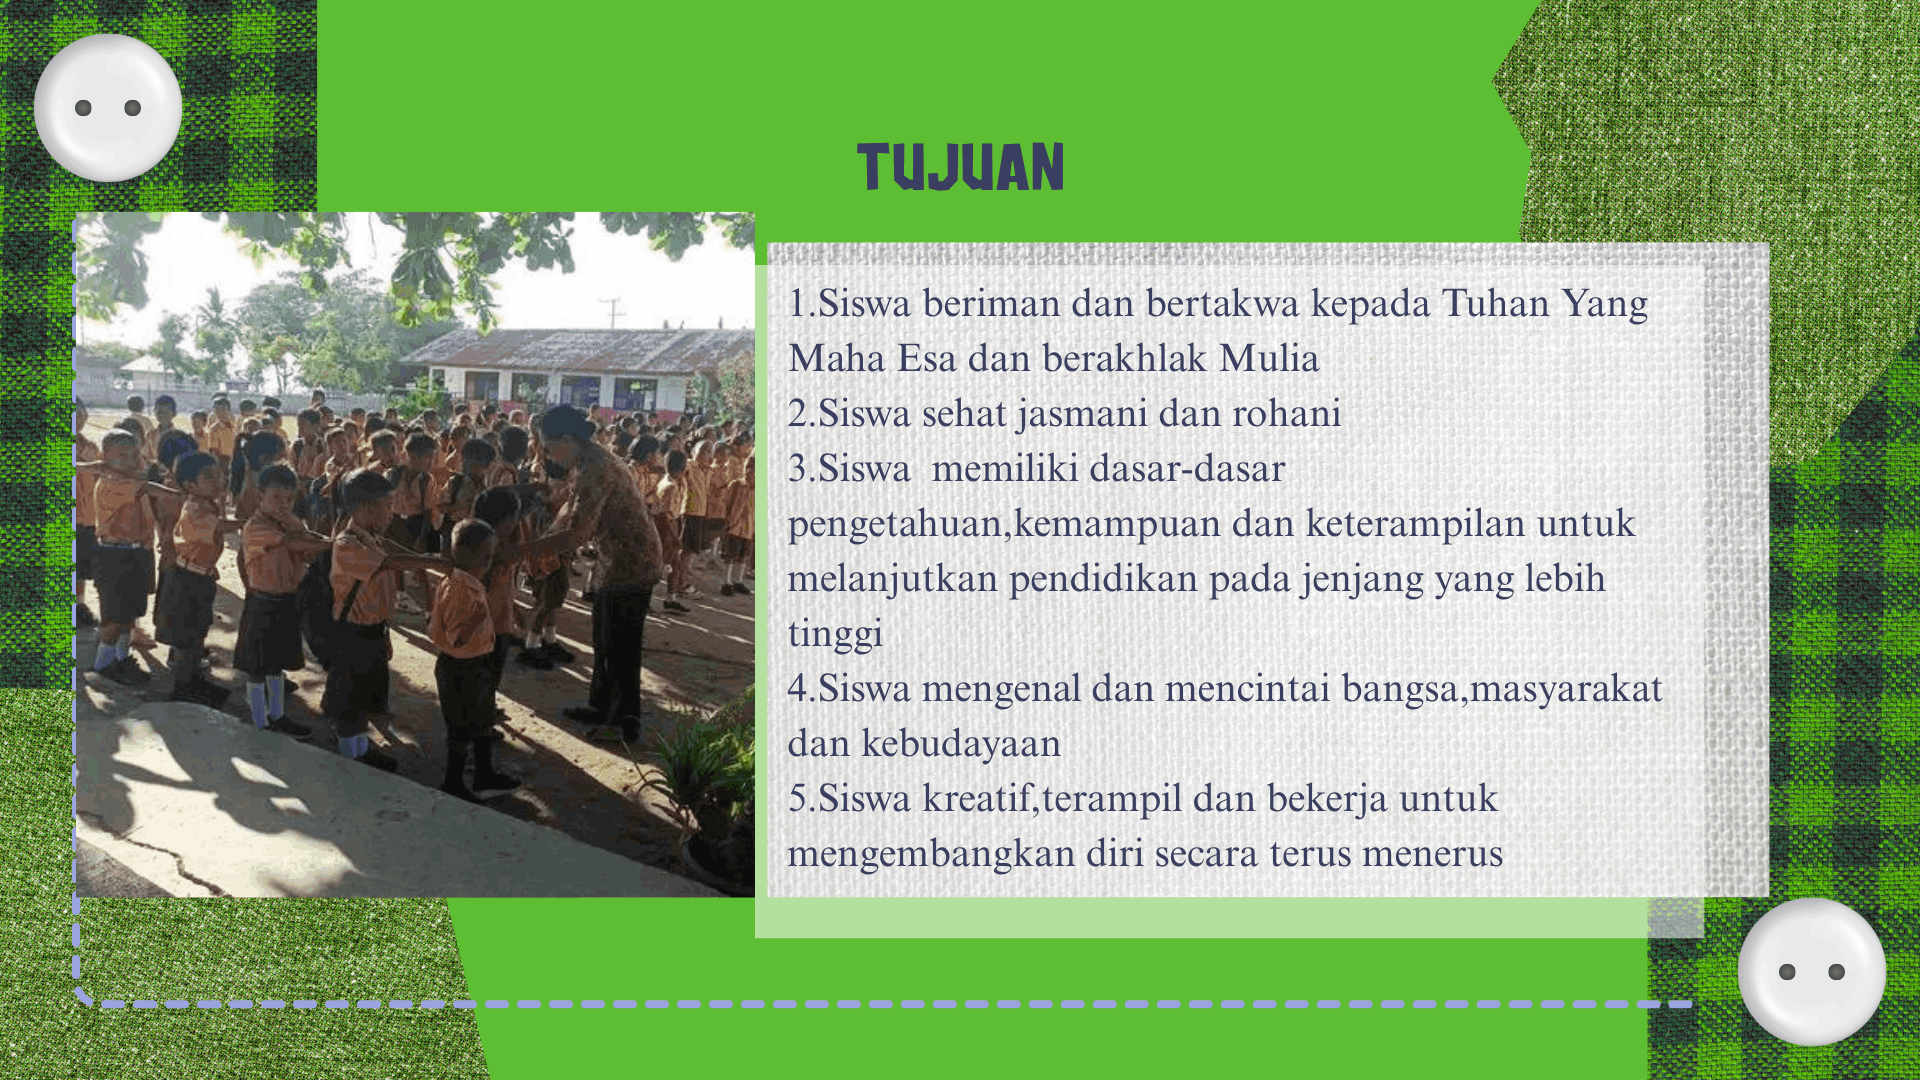 TUJUAN
1.Siswa beriman dan bertakwa kepada Tuhan Yang
Maha Esa dan berakhlak Mulia
2.Siswa sehat jasmani dan rohani
3.Siswa  memiliki dasar-dasar
pengetahuan,kemampuan dan keterampilan untuk
melanjutkan pendidikan pada jenjang yang lebih
tinggi
4.Siswa mengenal dan mencintai bangsa,masyarakat
dan kebudayaan
5.Siswa kreatif,terampil dan bekerja untuk
mengembangkan diri secara terus menerus